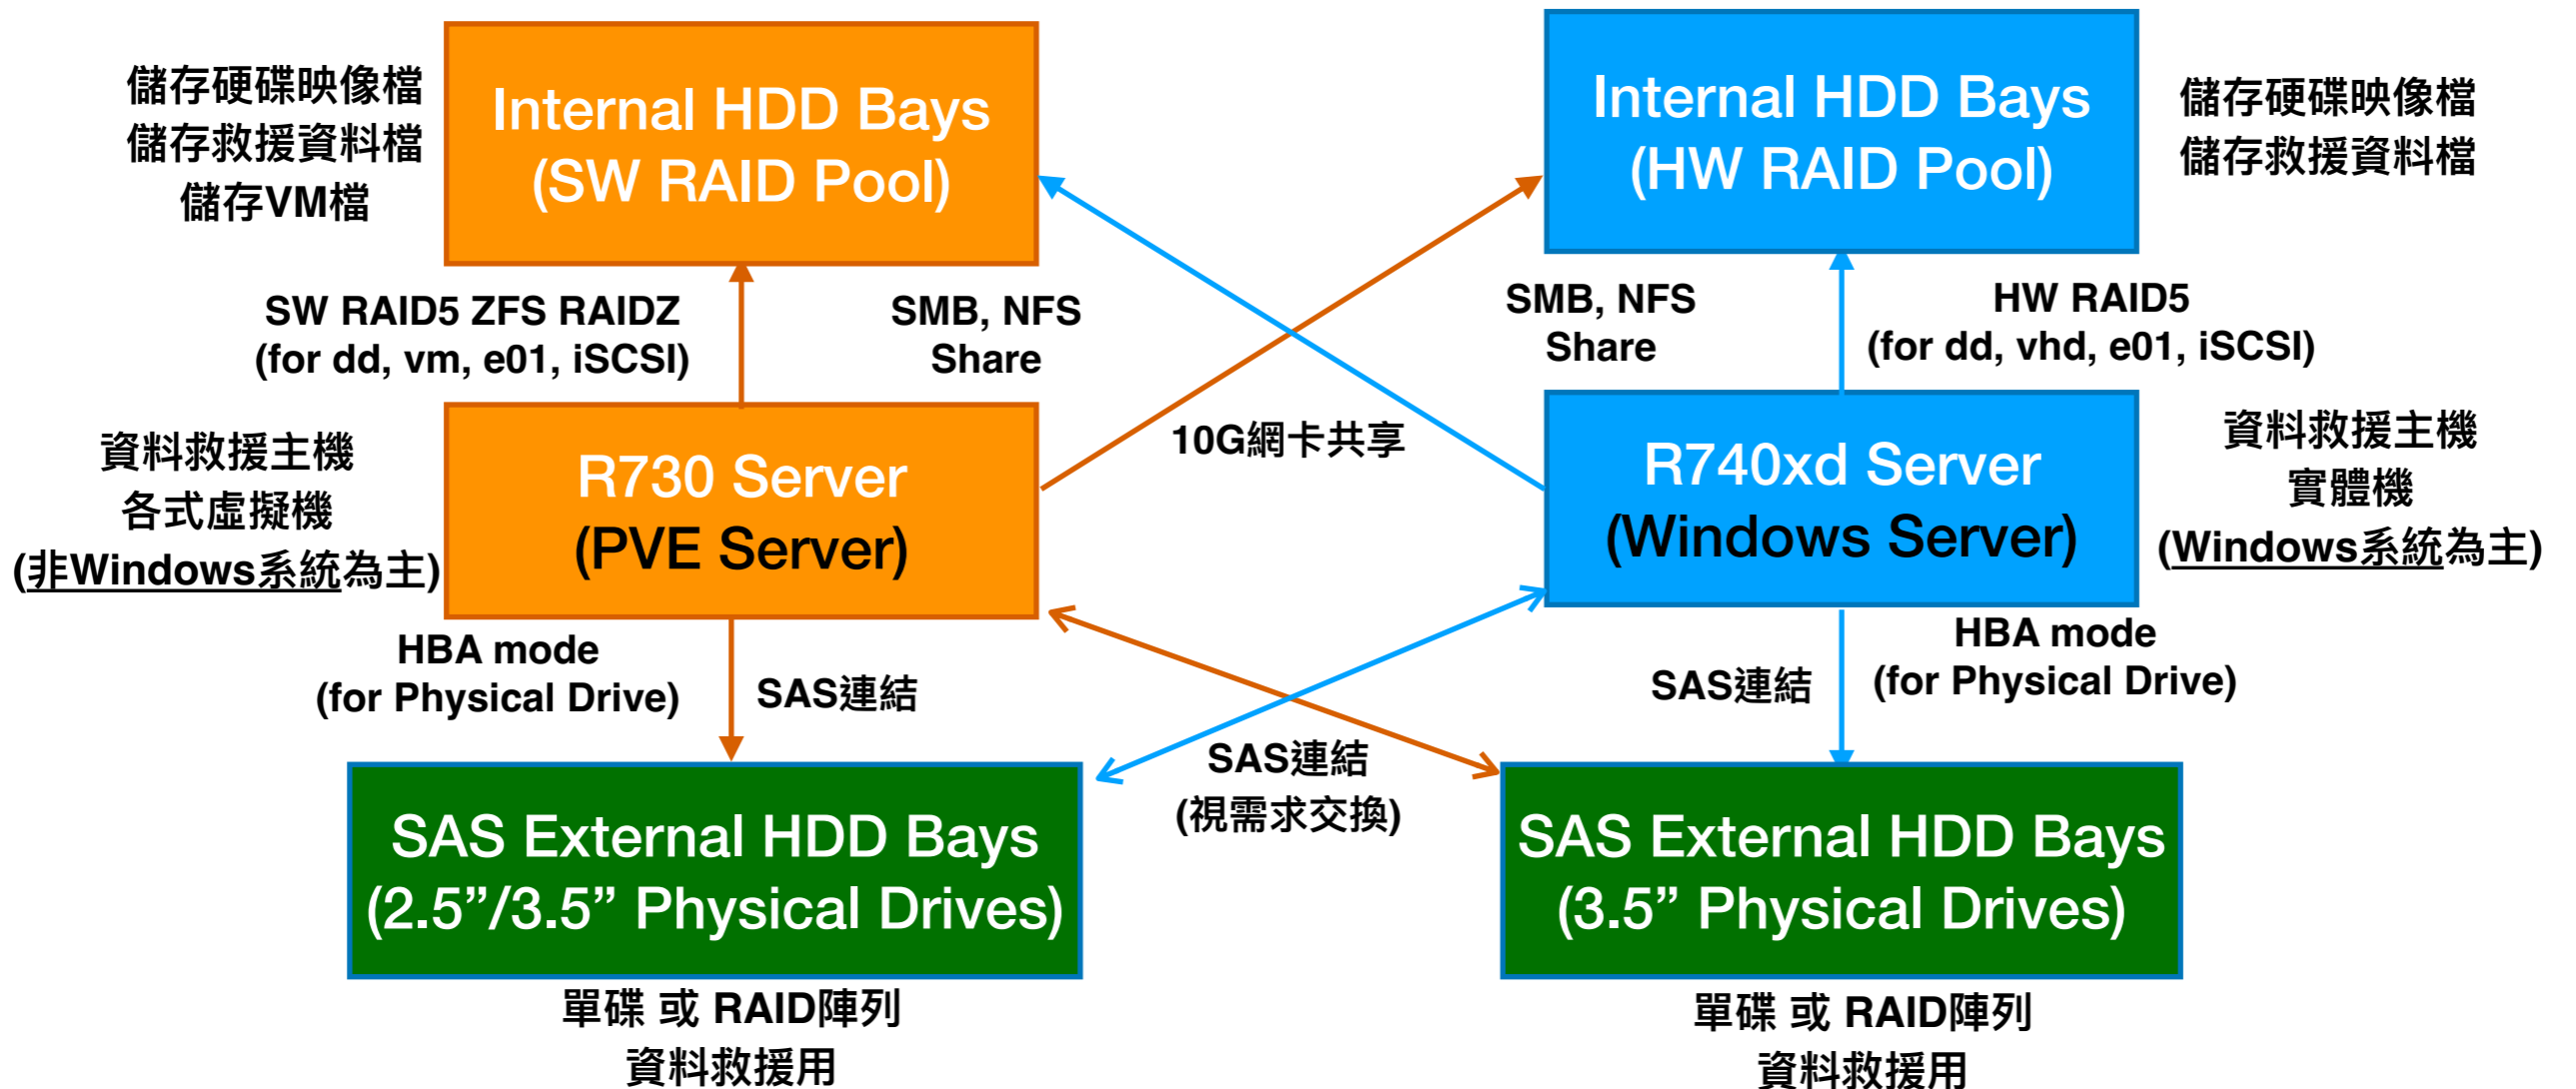 儲存硬碟映像檔
儲存救援資料檔
儲存VM檔
Internal HDD Bays
(SW RAID Pool)
Internal HDD Bays
(HW RAID Pool)
儲存硬碟映像檔
儲存救援資料檔
SW RAID5 ZFS RAIDZ
(for dd, vm, e01, iSCSI)
SMB, NFS
Share
SMB, NFS
Share
HW RAID5
(for dd, vhd, e01, iSCSI)
資料救援主機
各式虛擬機
(非Windows系統為主)
R730 Server
(PVE Server)
10G網卡共享
R740xd Server
(Windows Server)
資料救援主機
實體機
(Windows系統為主)
HBA mode
(for Physical Drive)
SAS連結
SAS連結
(視需求交換)
SAS連結
HBA mode
(for Physical Drive)
SAS External HDD Bays
(2.5”/3.5” Physical Drives)
SAS External HDD Bays
(3.5” Physical Drives)
單碟 或 RAID陣列
資料救援用
單碟 或 RAID陣列
資料救援用